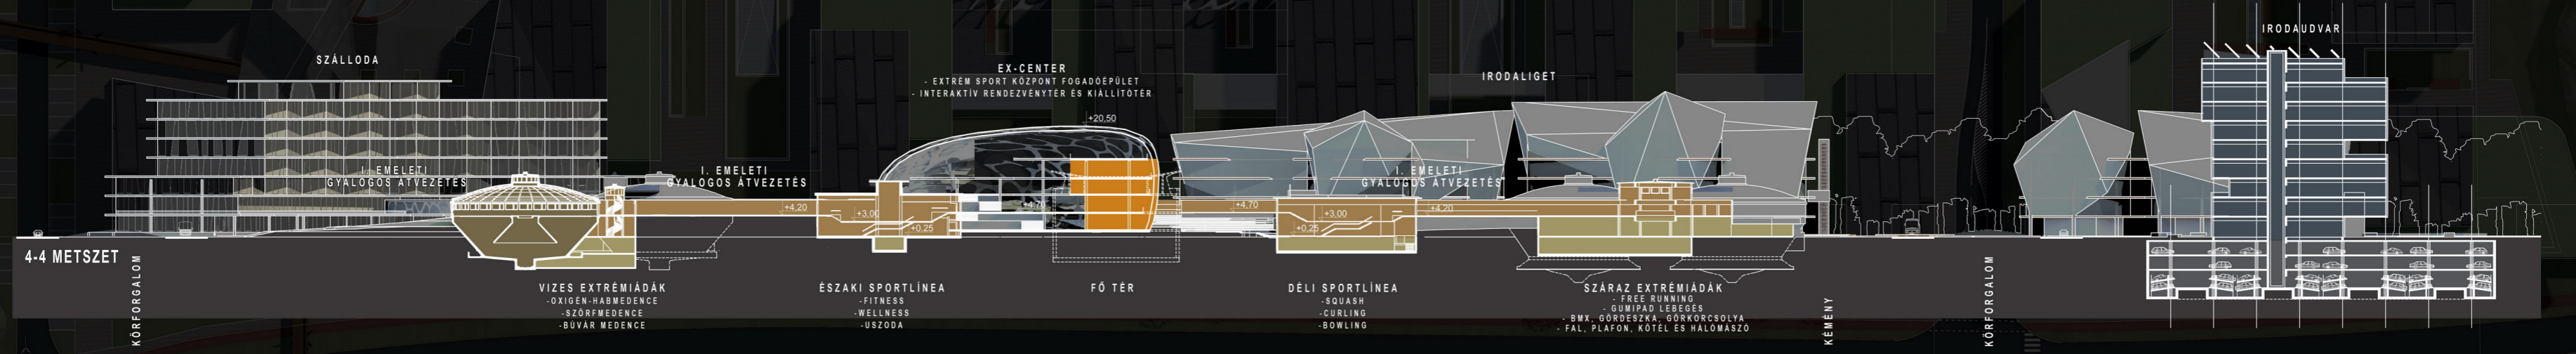 SZÁLLODA
EX-CENTER
- EXTRÉM SPORT KÖZPONT FOGADÓÉPÜLET
- INTERAKTÍV RENDEZVÉNYTÉR ÉS KIÁLLÍTÓTÉR
IRODALIGET
IRODAUDVAR
+20,50
I. EMELETI
GYALOGOS ÁTVEZETÉS
I. EMELETI
GYALOGOS ÁTVEZETÉS
I. EMELETI
GYALOGOS ÁTVEZETÉS
+4,20
+3,00
+0,25
+4,70
+4,70
+3,00
+0,25
+4,20
4-4 METSZET
KÖRFORGALOM
VIZES EXTRÉMIÁDÁK
-OXIGÉN-HABMEDENCE
-SZÖRFMEDENCE
-BÚVÁR MEDENCE
ÉSZAKI SPORTLÍNEA
-FITNESS
-WELLNESS
-USZODA
FŐ TÉR
DÉLI SPORTLÍNEA
-SQUASH
-CURLING
-BOWLING
SZÁRAZ EXTRÉMIÁDÁK
- FREE RUNNING
- GUMIPAD LEBEGÉS
- BMX, GÖRDESZKA, GÖRKORCSOLYA
- FAL, PLAFON, KÖTÉL ÉS HÁLÓMÁSZÓ
KÉMÉNY
KÖRFORGALOM